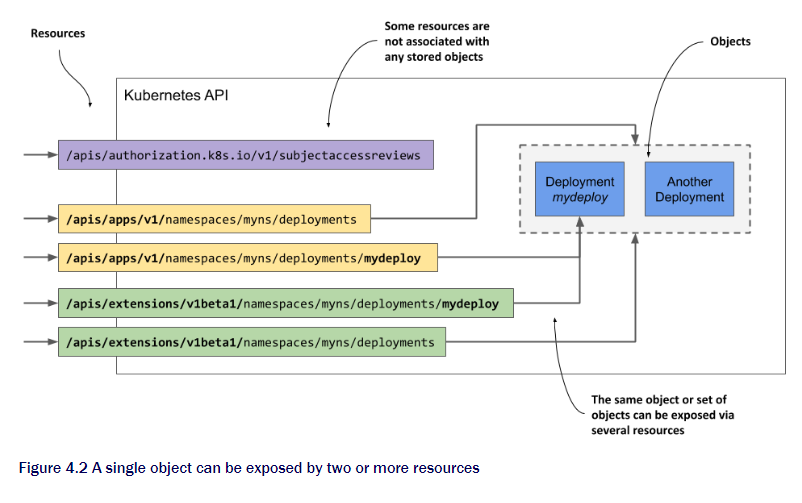 Resources
Some resources are
not associated with
any stored objects
Objects
Kubernetes API
/apis/authorization.k8s.io/v1/subjectaccessreviews
/apis/apps/v1/namespaces/myns/deployments
/apis/apps/v1/namespaces/myns/deployments/mydeploy
/apis/extensions/v1beta1/namespaces/myns/deployments/mydeploy
/apis/extensions/v1beta1/namespaces/myns/deployments
Deployment
mydeploy
Another
Deployment
The same object or set of
objects can be exposed via
several resources
Figure 4.2 A single object can be exposed by two or more resources